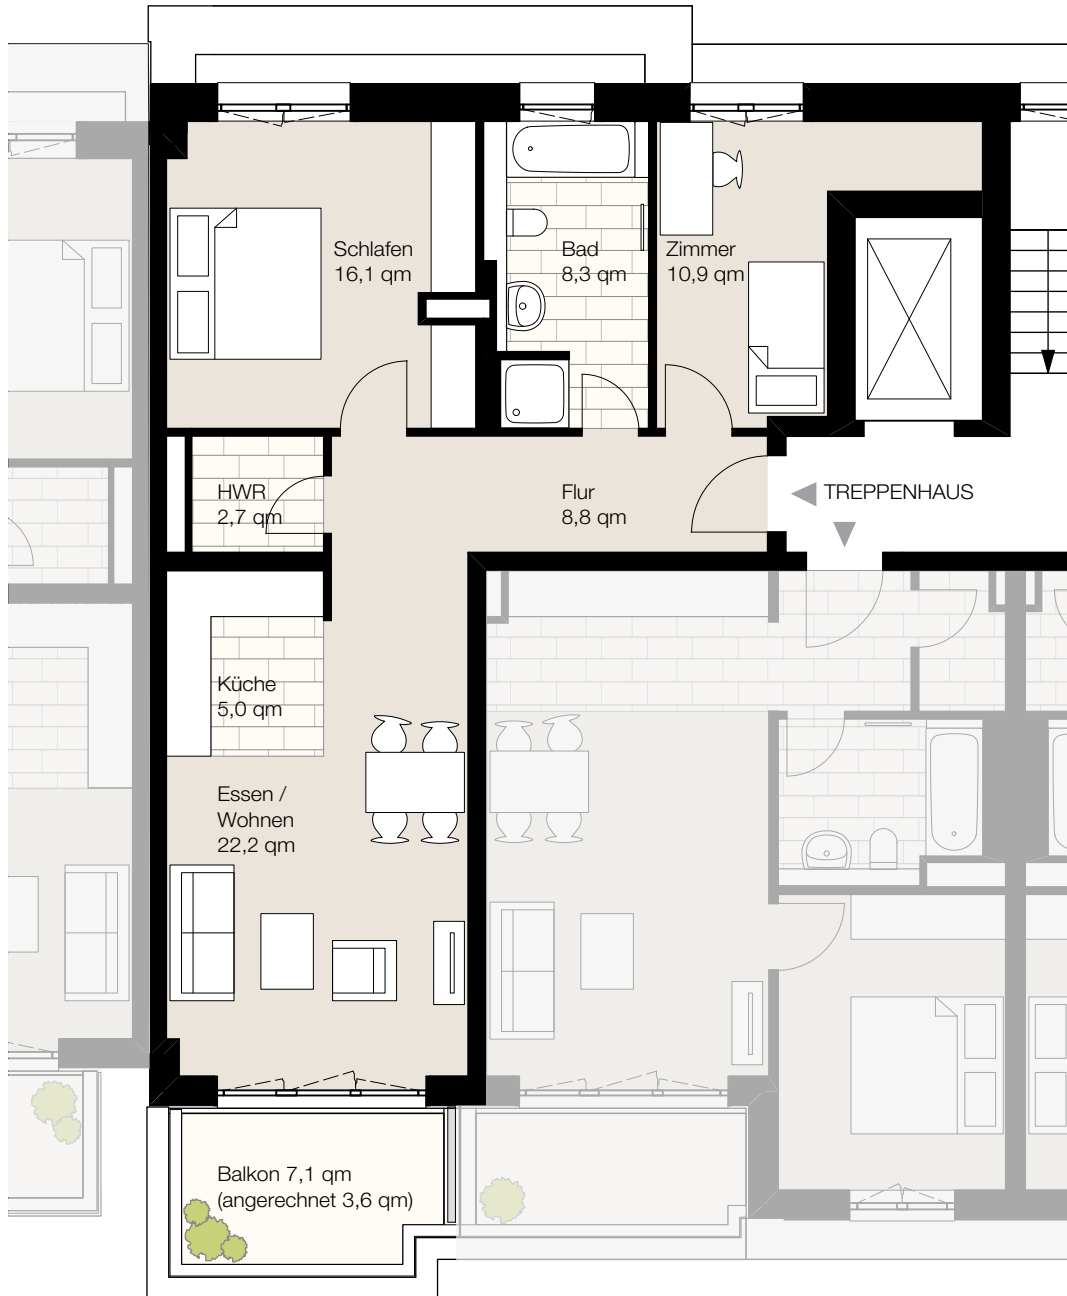 Schlafen
16,1 qm
Bad
8,3 qm
Zimmer
10,9 qm
HWR
2,7 qm
Flur
8,8 qm
TREPPENHAUS
Küche
5,0 qm
Essen /
Wohnen
22,2 qm
Balkon 7,1 qm
(angerechnet 3,6 qm)